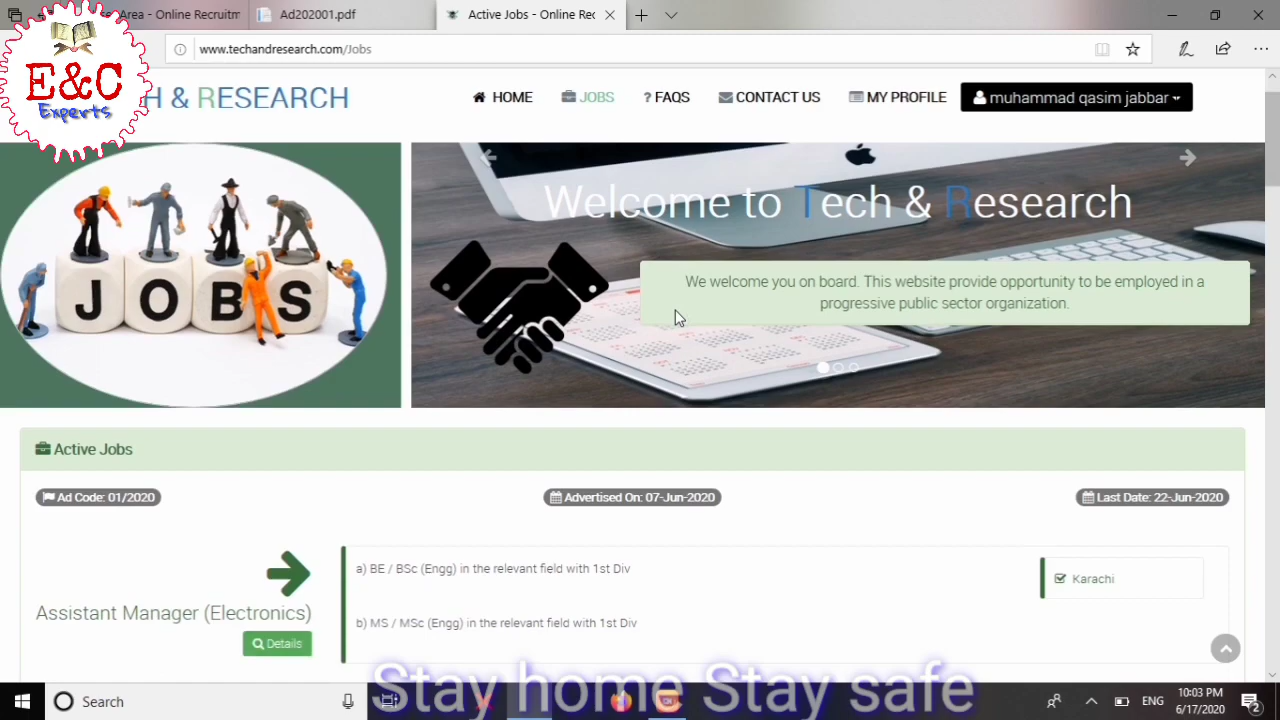 Area - Online Recruitm
Ad202001.pdf
Active Jobs - Online Rec
www.techandresearch.com/Jobs
E&C
Experts
H & RESEARCH
HOME
JOBS
? FAQS
CONTACT US
MY PROFILE
muhammad qasim jabbar
JOBS
Welcome to Tech & Research
We welcome you on board. This website provide opportunity to be employed in a
progressive public sector organization.
Active Jobs
Ad Code: 01/2020
Advertised On: 07-Jun-2020
Last Date: 22-Jun-2020
Assistant Manager (Electronics)
Details
a) BE / BSc (Engg) in the relevant field with 1st Div
b) MS / MSc (Engg) in the relevant field with 1st Div
Karachi
Stay home Stay safe
Search
ENG
10:03 PM
6/17/2020
2